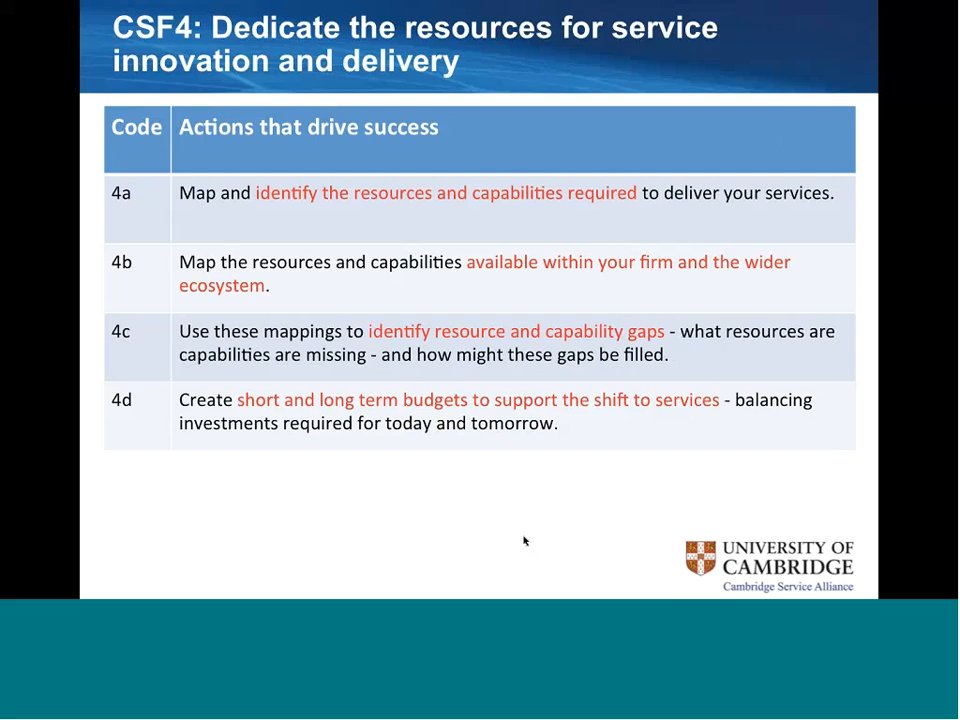 CSF4: Dedicate the resources for service
innovation and delivery
Code Actions that drive success
4a Map and identify the resources and capabilities required to deliver your services.
4b Map the resources and capabilities available within your firm and the wider
ecosystem.
4c Use these mappings to identify resource and capability gaps - what resources are
capabilities are missing - and how might these gaps be filled.
4d Create short and long term budgets to support the shift to services - balancing
investments required for today and tomorrow.
UNIVERSITY OF
CAMBRIDGE
Cambridge Service Alliance